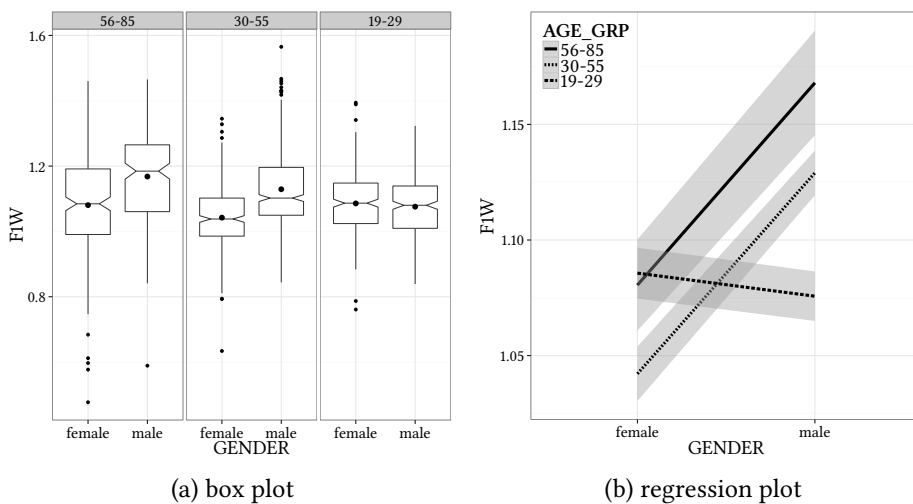 56-85 30-55 19-29
1.6
1.2
0.8
F1W
female male female male female male
GENDER
(a) box plot
AGE_GRP
56-85
30-55
19-29
1.15
1.10
1.05
F1W
female male
GENDER
(b) regression plot